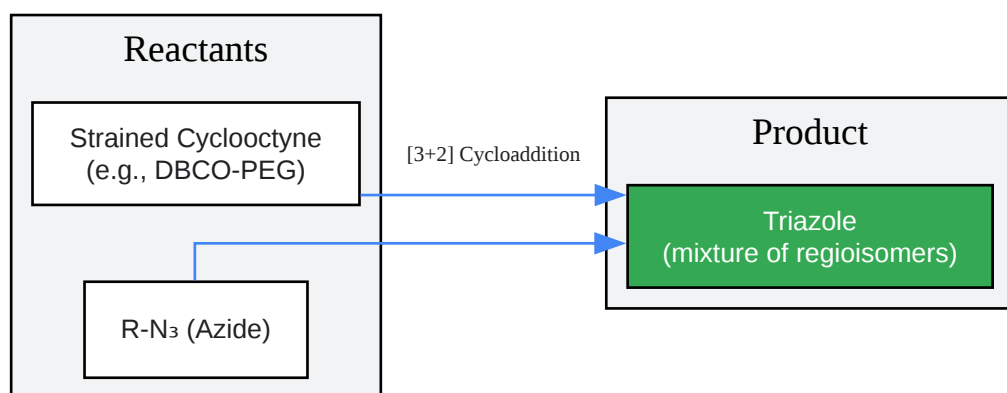 Reactants
Strained Cyclooctyne
(e.g., DBCO-PEG)
R-N₃ (Azide)
[3+2] Cycloaddition
Product
Triazole
(mixture of regioisomers)